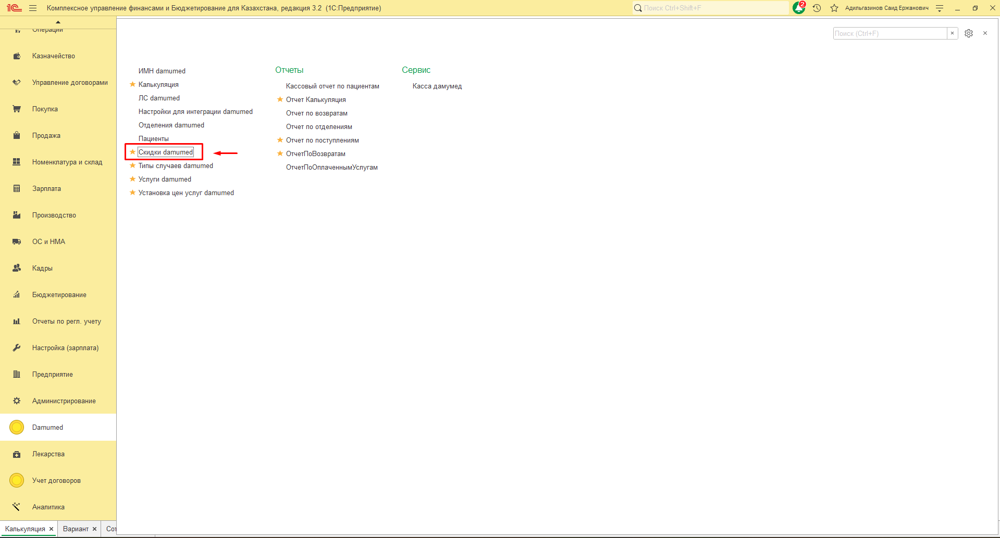 1С Комплексное управление финансами и Бюджетирование для Казахстана, редакция 3.2 (1С:Предприятие)
Поиск Ctrl+Shift+F
2
Адильгазинов Саид Ержанович
Поиск (Ctrl+F)
Операции
Казначейство
Управление договорами
Покупка
Продажа
Номенклатура и склад
Зарплата
Производство
ОС и НМА
Кадры
Бюджетирование
Отчеты по регл. учету
Настройка (зарплата)
Предприятие
Администрирование
Damumed
Лекарства
Учет договоров
Аналитика
ИМН damumed
Калькуляция
ЛС damumed
Настройки для интеграции damumed
Отделения damumed
Пациенты
Скидки damumed
Типы случаев damumed
Услуги damumed
Установка цен услуг damumed
Отчеты
Кассовый отчет по пациентам
Отчет Калькуляция
Отчет по возвратам
Отчет по отделениям
Отчет по поступлениям
ОтчетПоВозвратам
ОтчетПоОплаченнымУслугам
Сервис
Касса дамумед
Калькуляция
Вариант